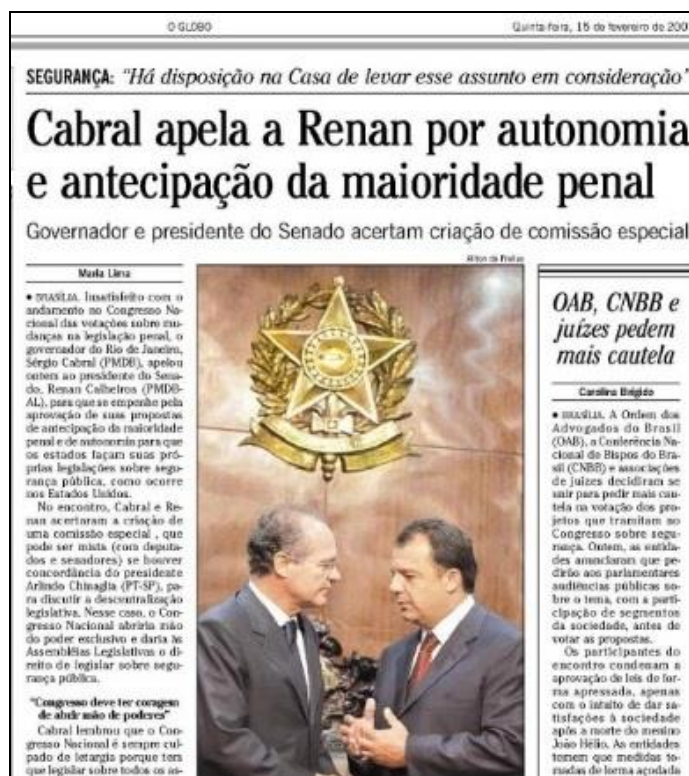 O GLOBO
Quinta-feira, 15 de fevereiro de 200
SEGURANÇA: "Há disposição na Casa de levar esse assunto em consideração"
Cabral apela a Renan por autonomia
e antecipação da maioridade penal
Governador e presidente do Senado acertam criação de comissão especial
Ailton de Freitas
Maria Lima
• BRASÍLIA. Insatisfeito com o
andamento no Congresso Na-
cional das votações sobre mu-
danças na legislação penal, o
governador do Rio de Janeiro,
Sérgio Cabral (PMDB), apelou
ontem ao presidente do Sena-
do, Renan Calheiros (PMDB-
AL), para que se empenhe pela
aprovação de suas propostas
de antecipação da maioridade
penal e de autonomia para que
os estados façam suas pró-
prias legislações sobre segu-
rança pública, como ocorre
nos Estados Unidos.
No encontro, Cabral e Re-
nan acertaram a criação de
uma comissão especial , que
pode ser mista (com deputa-
dos e senadores) se houver
concordância do presidente
Arlindo Chinaglia (PT-SP), pa-
ra discutir a descentralização
legislativa. Nesse caso, o Con-
gresso Nacional abriria mão
do poder exclusivo e daria às
Assembléias Legislativas o di-
reito de legislar sobre segu-
rança pública.
"Congresso deve ter coragem
de abrir mão de poderes"
Cabral lembrou que o Con-
gresso Nacional é sempre cul-
pado de letargia porque tem
que legislar sobre todos os as-
OAB, CNBB e
juízes pedem
mais cautela
Carolina Brígido
• BRASÍLIA. A Ordem dos
Advogados do Brasil
(OAB), a Conferência Na-
cional de Bispos do Bra-
sil (CNBB) e associações
de juízes decidiram se
unir para pedir mais cau-
tela na votação dos pro-
jetos que tramitam no
Congresso sobre segu-
rança. Ontem, as entida-
des anunciaram que pe-
dirão aos parlamentares
audiências públicas so-
bre o tema, com a parti-
cipação de segmentos
da sociedade, antes de
votar as propostas.
Os participantes do
encontro condenam a
aprovação de leis de for-
ma apressada, apenas
com o intuito de dar sa-
tisfações à sociedade
após a morte do menino
João Hélio. As entidades
temem que medidas to-
madas de forma açodada